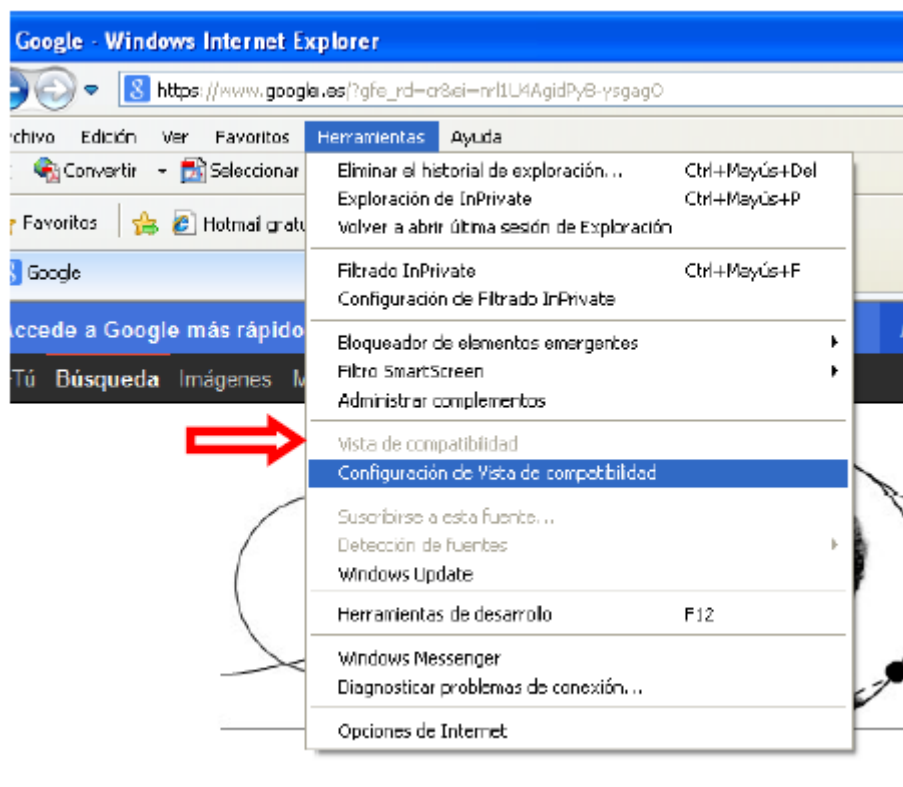 Google - Windows Internet Explorer
https://www.google.es/?gfe_rd=cr&ei=
chivo Edición Ver Favoritos Herramientas Ayuda
Convertir Seleccionar
Favoritos Hotmail gratu
Google
Accede a Google más rápido
Tú Búsqueda Imágenes M
Eliminar el historial de exploración... Ctrl+Mayús+Del
Exploración de InPrivate Ctrl+Mayús+P
Volver a abrir última sesión de Exploración
Filtrado InPrivate Ctrl+Mayús+F
Configuración de Filtrado InPrivate
Bloqueador de elementos emergentes
Filtro SmartScreen
Administrar complementos
Vista de compatibilidad
Configuración de Vista de compatibilidad
Suscribirse a esta fuente...
Detección de fuentes
Windows Update
Herramientas de desarrollo F12
Windows Messenger
Diagnosticar problemas de conexión...
Opciones de Internet